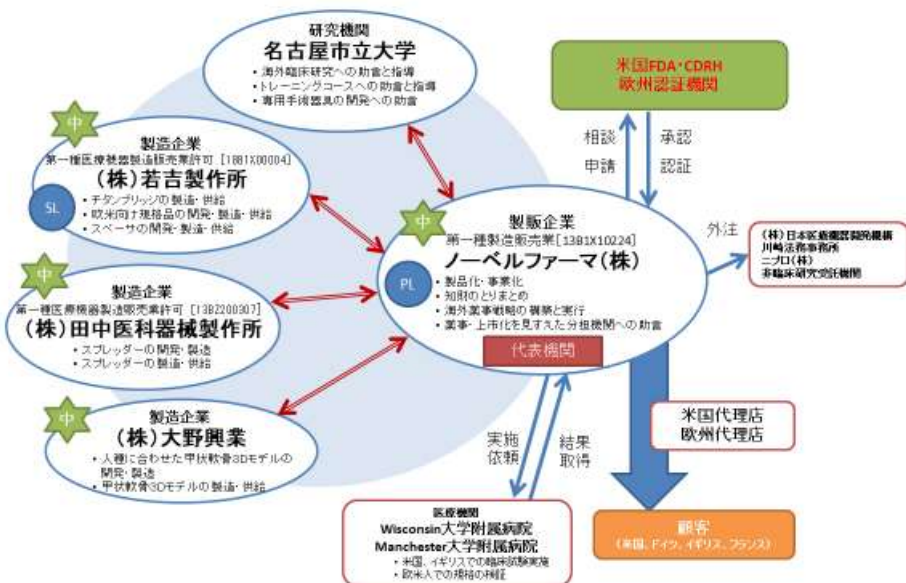 研究機関
名古屋市立大学
・海外臨床研究への助言と指導
・トレーニングコースへの助言と指導
・専用手術器具の開発への助言
米国FDA・CDRH
欧州認証機関
相談
申請
承認
認証
中
製造企業
第一種医療機器製造販売業許可 [18B1X00004]
(株)若吉製作所
SL
・チタンブリッジの製造・供給
・欧米向け規格品の開発・製造・供給
・スペーサの開発・製造・供給
中
製販企業
第一種製造販売業[13B1X10224]
ノーベルファーマ(株)
PL
・製品化・事業化
・知財のとりまとめ
・海外薬事戦略の構築と実行
・薬事・上市化を見すえた分担機関への助言
代表機関
外注
(株)日本医療機器開発機構
川崎法務事務所
ニプロ(株)
非臨床研究受託機関
中
製造企業
第一種医療機器製造販売業許可 [13BZ200307]
(株)田中医科器械製作所
・スプレッダーの開発・製造
・スプレッダーの製造・供給
中
製造企業
(株)大野興業
・人種に合わせた甲状軟骨3Dモデルの
開発・製造
・甲状軟骨3Dモデルの製造・供給
実施
依頼
結果
取得
米国代理店
欧州代理店
医療機関
Wisconsin大学附属病院
Manchester大学附属病院
・米国、イギリスでの臨床試験実施
・欧米人での規格の検証
顧客
(米国、ドイツ、イギリス、フランス)